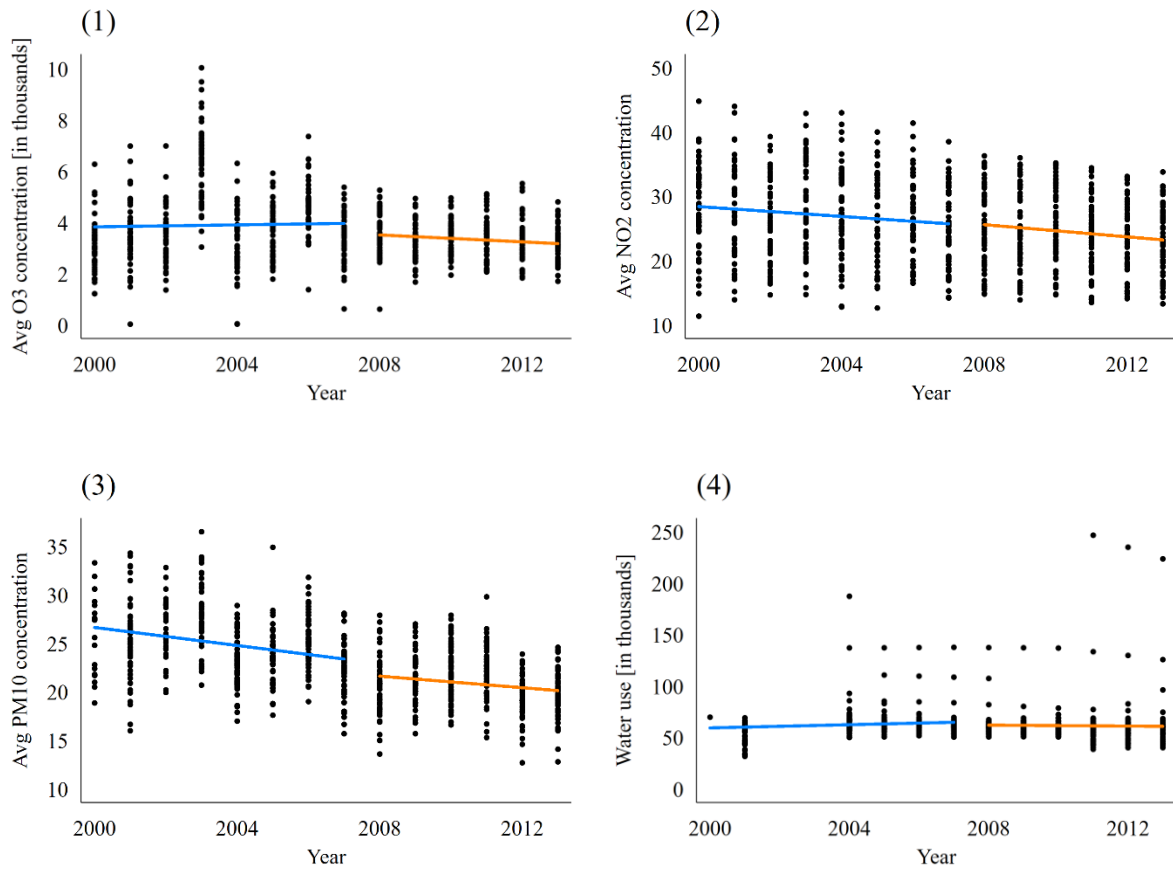 (1)
Avg O3 concentration [in thousands]
10
8
6
4
2
0
2000 2004 2008 2012
Year
(2)
Avg NO2 concentration
50
40
30
20
10
2000 2004 2008 2012
Year
(3)
Avg PM10 concentration
35
30
25
20
15
10
2000 2004 2008 2012
Year
(4)
Water use [in thousands]
250
200
150
100
50
0
2000 2004 2008 2012
Year